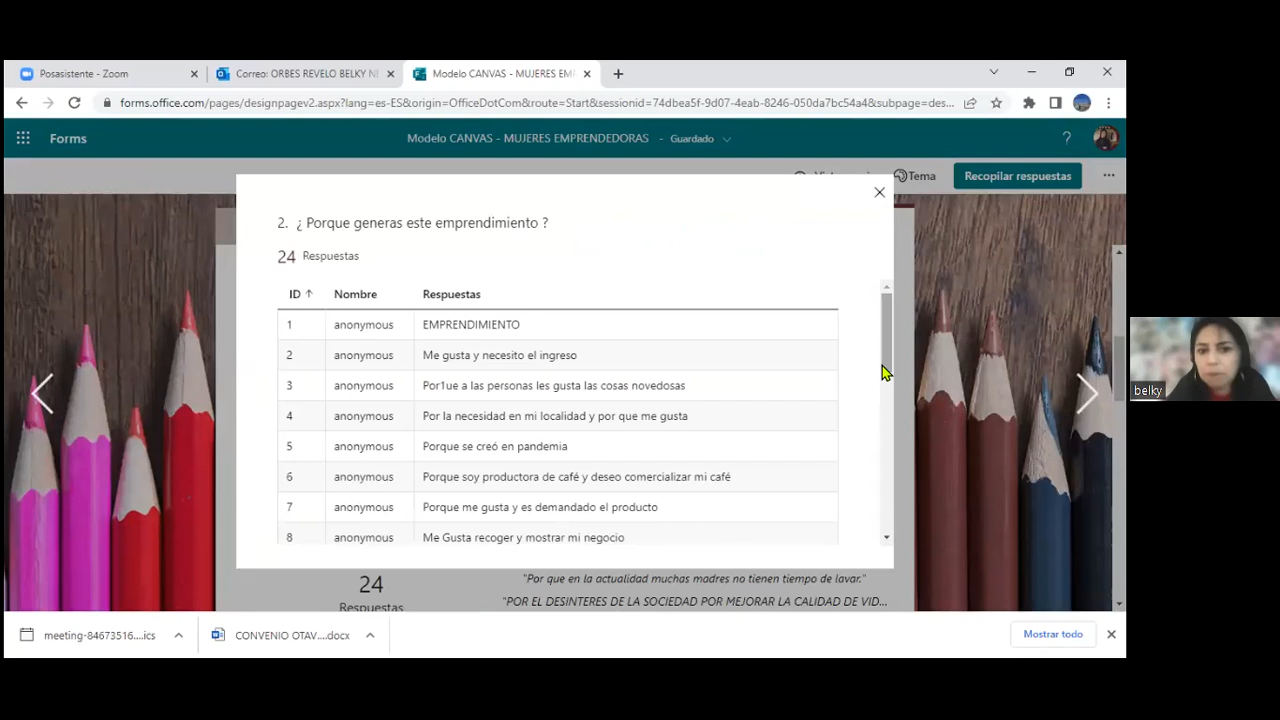 Posasistente - Zoom
Correo: ORBES REVELO BELKY N
Modelo CANVAS - MUJERES EM
forms.office.com/pages/designpagev2.aspx?lang=es-ES&origin=OfficeDotCom&route=Start&sessionid=74dbea5f-9d07-4eab-8246-050da7bc54a4&subpage=des...
Forms
Modelo CANVAS - MUJERES EMPRENDEDORAS - Guardado
?
Tema
Recopilar respuestas
2. ¿ Porque generas este emprendimiento ?
24 Respuestas
ID Nombre Respuestas
1 anonymous EMPRENDIMIENTO
2 anonymous Me gusta y necesito el ingreso
3 anonymous Por1ue a las personas les gusta las cosas novedosas
4 anonymous Por la necesidad en mi localidad y por que me gusta
5 anonymous Porque se creó en pandemia
6 anonymous Porque soy productora de café y deseo comercializar mi café
7 anonymous Porque me gusta y es demandado el producto
8 anonymous Me Gusta recoger y mostrar mi negocio
belky
24
Respuestas
"Por que en la actualidad muchas madres no tienen tiempo de lavar."
"POR EL DESINTERES DE LA SOCIEDAD POR MEJORAR LA CALIDAD DE VID...
meeting-84673516....ics
CONVENIO OTAV....docx
Mostrar todo